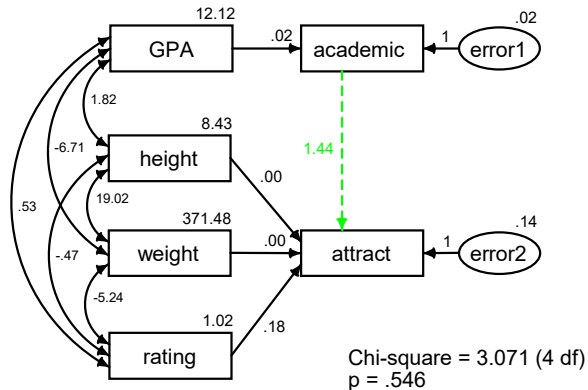 12.12
.02
GPA
.02
academic
1
error1
1.82
8.43
-6.71
height
1.44
.53
.00
19.02
371.48
.14
-.47
weight
.00
attract
1
error2
-5.24
1.02
.18
rating
Chi-square = 3.071 (4 df)
p = .546